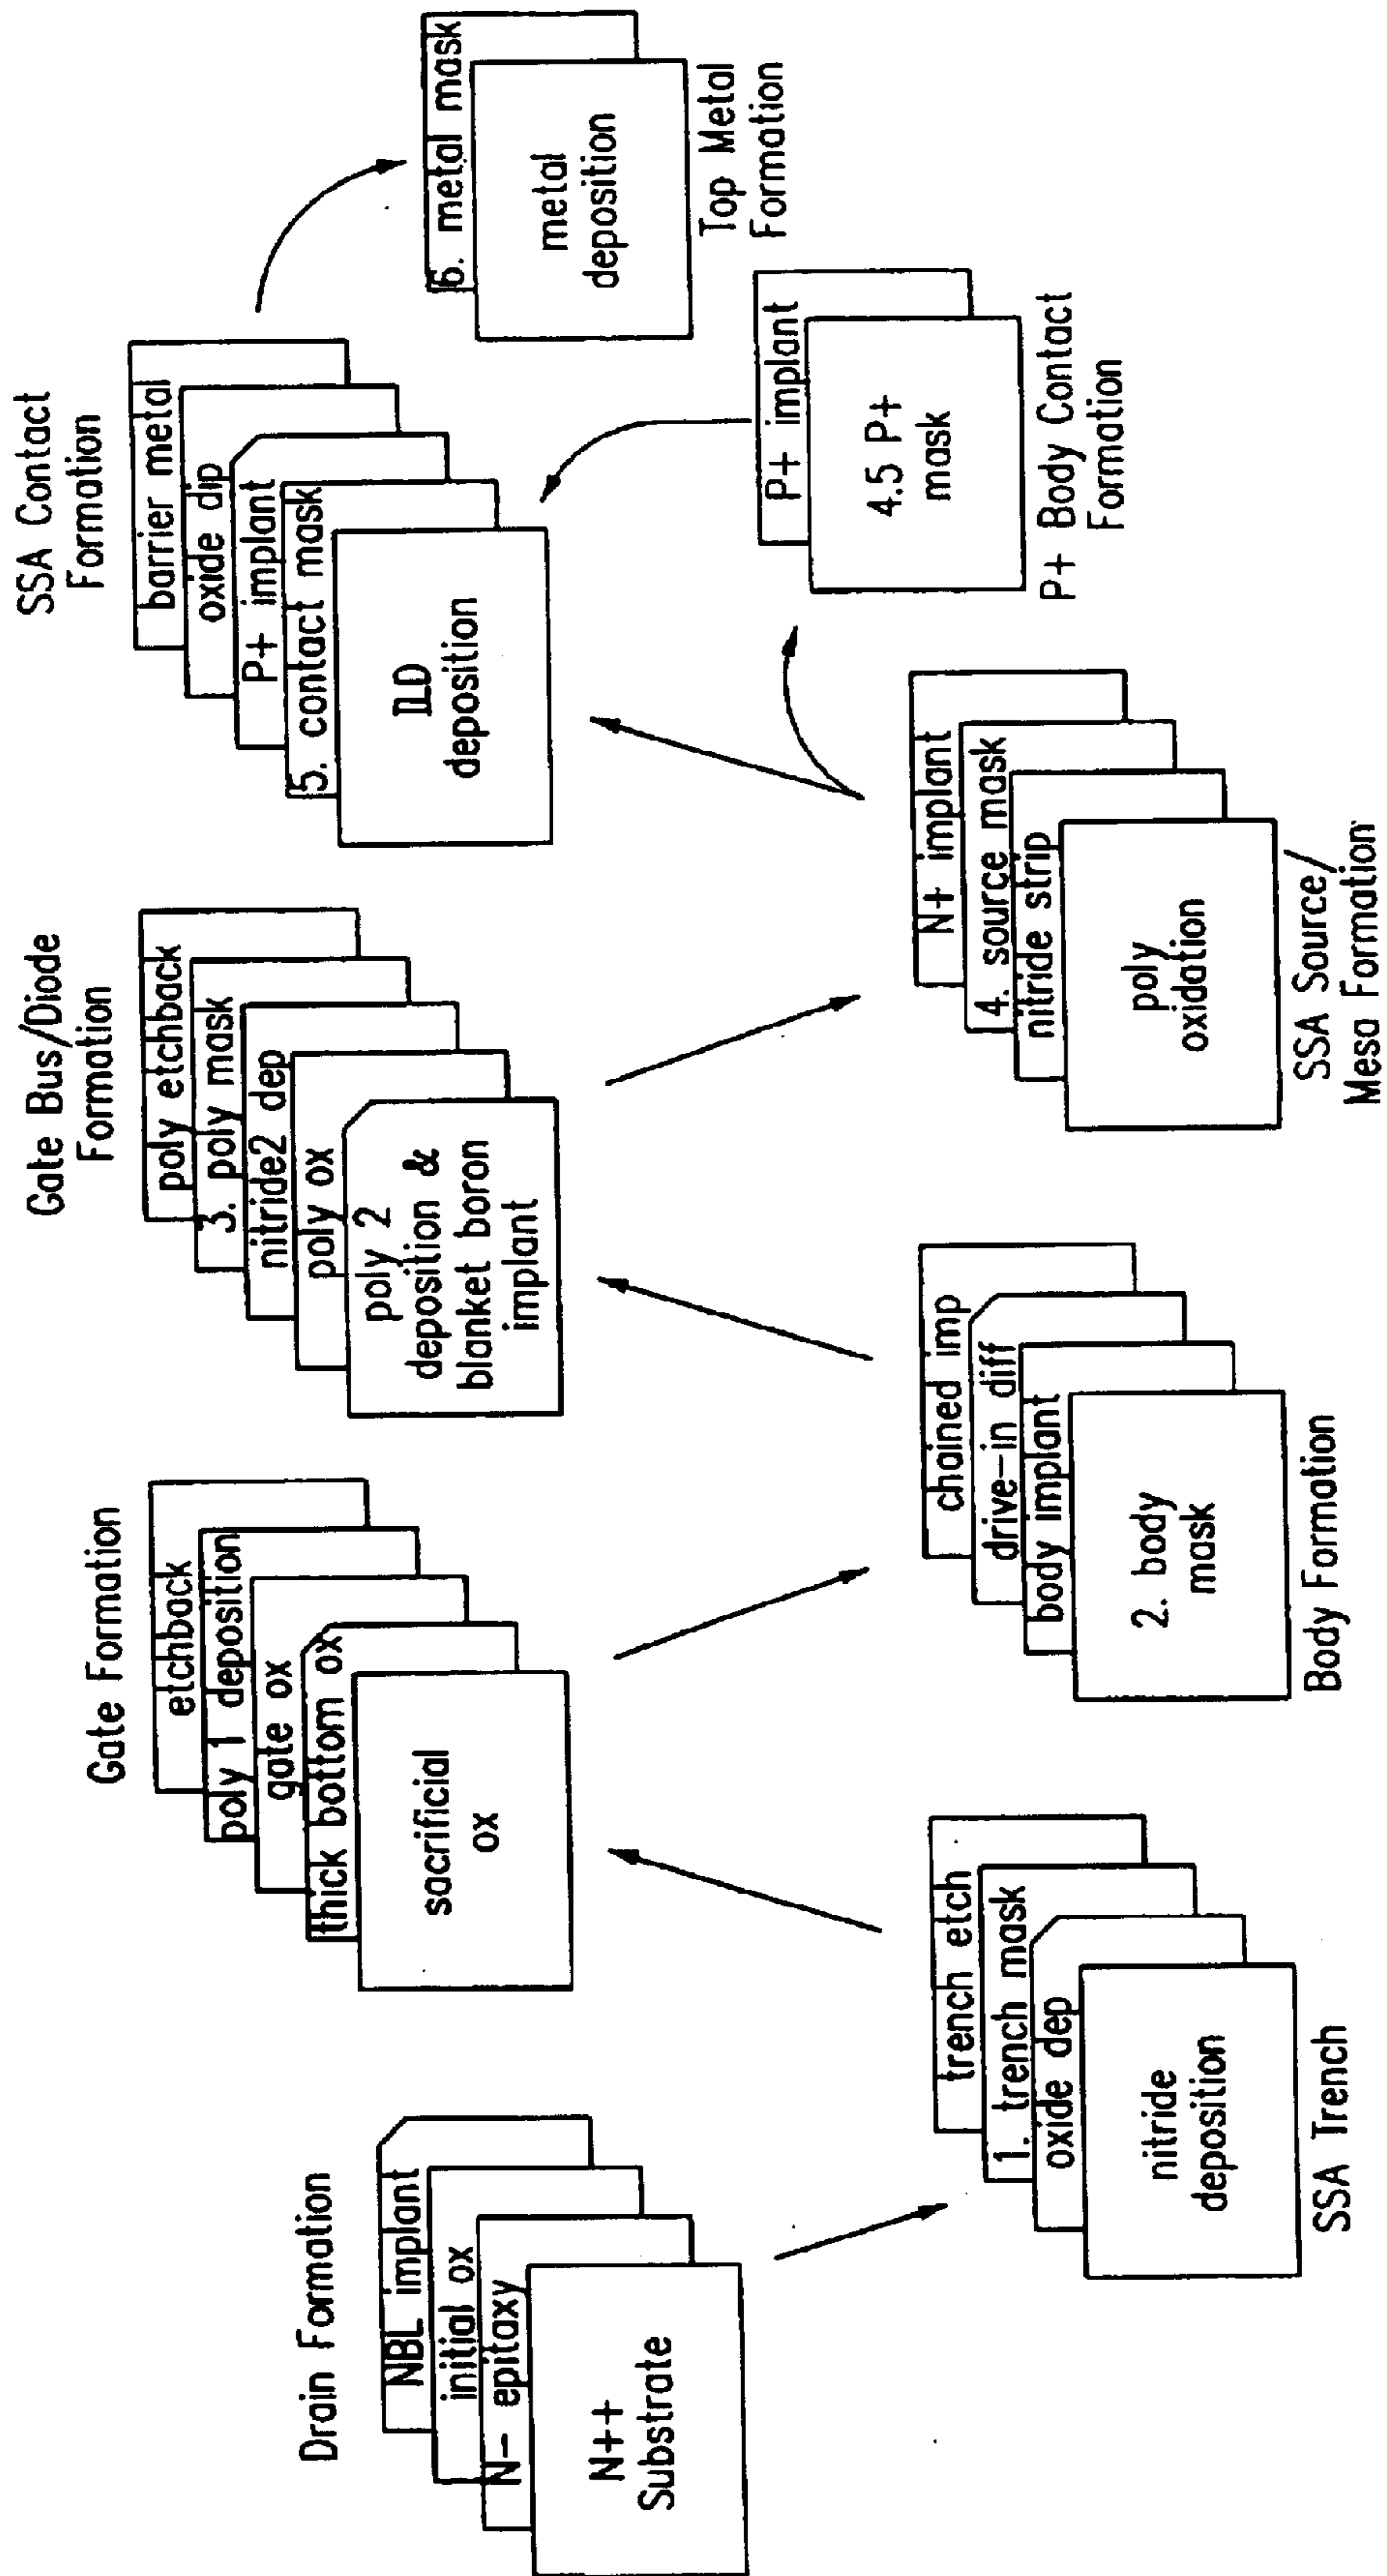 Drain Formation
NBL implant
initial ox
N- epitaxy
N++
Substrate
SSA Trench
trench etch
1. trench mask
oxide dep
nitride
deposition
Gate Formation
etchback
poly 1 deposition
gate ox
thick bottom ox
sacrificial
ox
Body Formation
chained imp
drive-in diff
body implant
2. body
mask
Gate Bus/Diode
Formation
poly etchback
3. poly mask
nitride2 dep
poly ox
poly 2
deposition &
blanket boron
implant
SSA Source/
Mesa Formation
N+ implant
4. source mask
nitride strip
poly
oxidation
SSA Contact
Formation
barrier metal
oxide dip
P+ implant
5. contact mask
ILD
deposition
P+ implant
4.5 P+
mask
P+ Body Contact
Formation
6. metal mask
metal
deposition
Top Metal
Formation